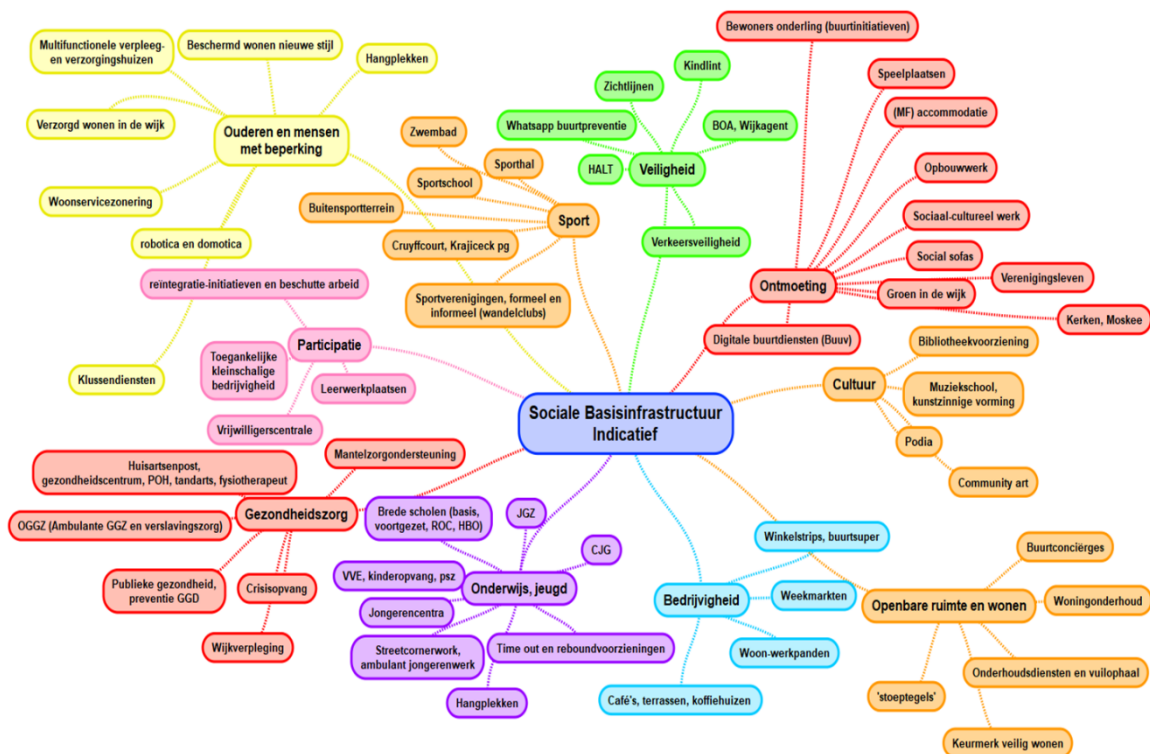 Sociale Basisinfrastructuur
Indicatief
Ouderen en mensen
met beperking
Multifunctionele verpleeg-
en verzorgingshuizen
Beschermd wonen nieuwe stijl
Hangplekken
Verzorgd wonen in de wijk
Woonservicezonering
robotica en domotica
Klussendiensten
Sport
Zwembad
Sporthal
Sportschool
Buitensportterrein
Cruyffcourt, Krajiceck pg
Sportverenigingen, formeel en
informeel (wandelclubs)
Veiligheid
Kindlint
Zichtlijnen
Whatsapp buurtpreventie
BOA, Wijkagent
HALT
Verkeersveiligheid
Ontmoeting
Bewoners onderling (buurtinitiatieven)
Speelplaatsen
(MF) accommodatie
Opbouwwerk
Sociaal-cultureel werk
Social sofas
Verenigingsleven
Groen in de wijk
Kerken, Moskee
Digitale buurtdiensten (Buuv)
Cultuur
Bibliotheekvoorziening
Muziekschool,
kunstzinnige vorming
Podia
Community art
Participatie
reïntegratie-initiatieven en beschutte arbeid
Toegankelijke
kleinschalige
bedrijvigheid
Leerwerkplaatsen
Vrijwilligerscentrale
Gezondheidszorg
Mantelzorgondersteuning
Huisartsenpost,
gezondheidscentrum, POH, tandarts, fysiotherapeut
OGGZ (Ambulante GGZ en verslavingszorg)
Publieke gezondheid,
preventie GGD
Crisisopvang
Wijkverpleging
Onderwijs, jeugd
Brede scholen (basis,
voortgezet, ROC, HBO)
JGZ
CJG
VVE, kinderopvang, psz
Jongerencentra
Streetcornerwork,
ambulant jongerenwerk
Time out en reboundvoorzieningen
Hangplekken
Bedrijvigheid
Winkelstrips, buurtsuper
Weekmarkten
Woon-werkpanden
Café's, terrassen, koffiehuizen
Openbare ruimte en wonen
Buurtconciërges
Woningonderhoud
Onderhoudsdiensten en vuilophaal
'stoeptegels'
Keurmerk veilig wonen